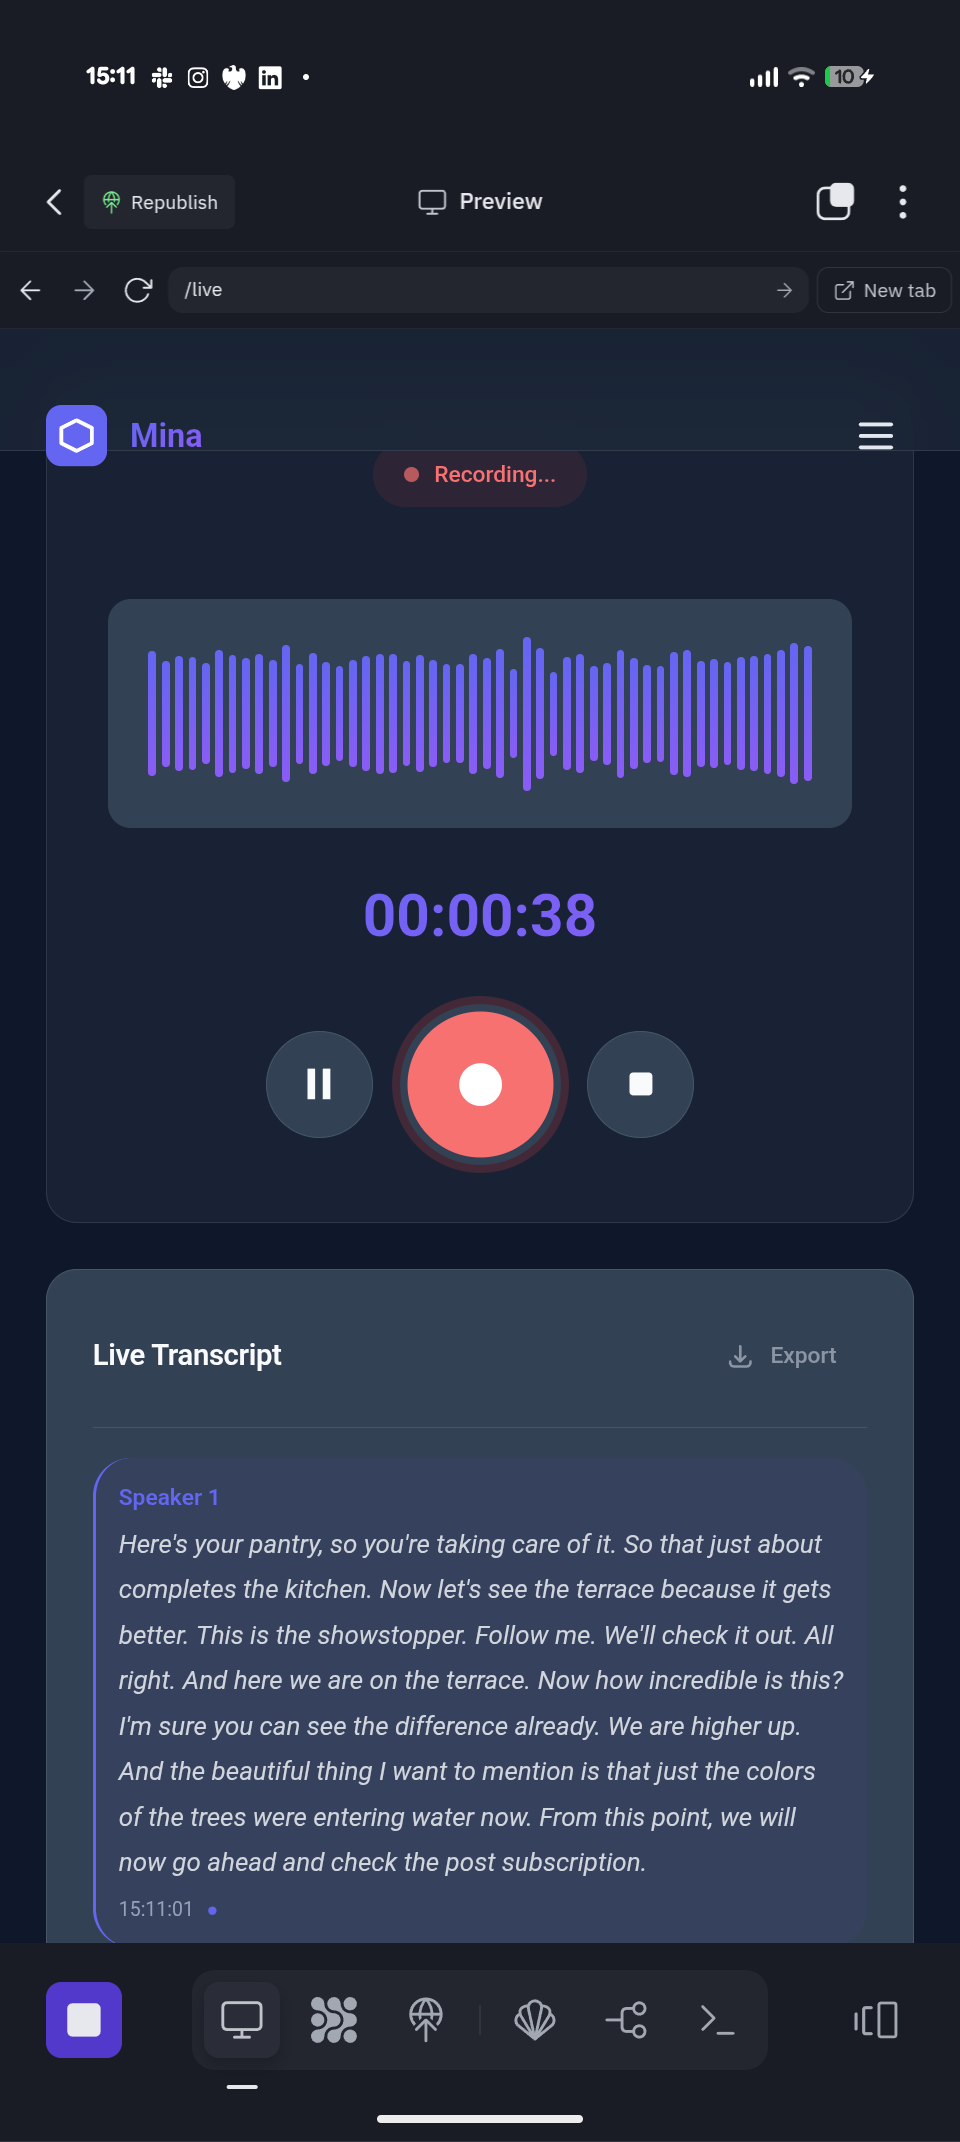 15:11
10
Republish
Preview
/live
New tab
Mina
Recording...
00:00:38
Live Transcript
Export
Speaker 1
Here's your pantry, so you're taking care of it. So that just about
completes the kitchen. Now let's see the terrace because it gets
better. This is the showstopper. Follow me. We'll check it out. All
right. And here we are on the terrace. Now how incredible is this?
I'm sure you can see the difference already. We are higher up.
And the beautiful thing I want to mention is that just the colors
of the trees were entering water now. From this point, we will
now go ahead and check the post subscription.
15:11:01